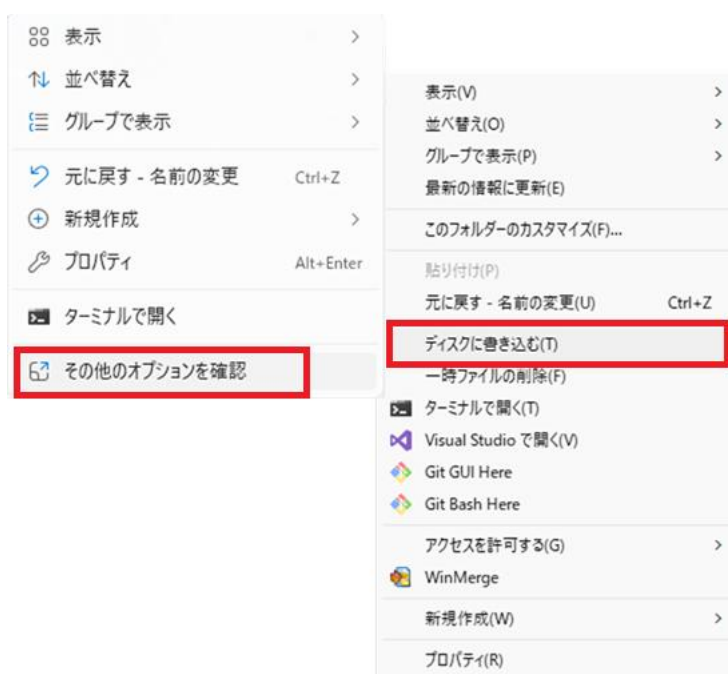 表示
並べ替え
グループで表示
元に戻す - 名前の変更 Ctrl+Z
新規作成
プロパティ Alt+Enter
ターミナルで開く
その他のオプションを確認
表示(V)
並べ替え(O)
グループで表示(P)
最新の情報に更新(E)
このフォルダーのカスタマイズ(F)...
貼り付け(P)
元に戻す - 名前の変更(U) Ctrl+Z
ディスクに書き込む(T)
一時ファイルの削除(F)
ターミナルで開く(T)
Visual Studio で開く(V)
Git GUI Here
Git Bash Here
アクセスを許可する(G)
WinMerge
新規作成(W)
プロパティ(R)